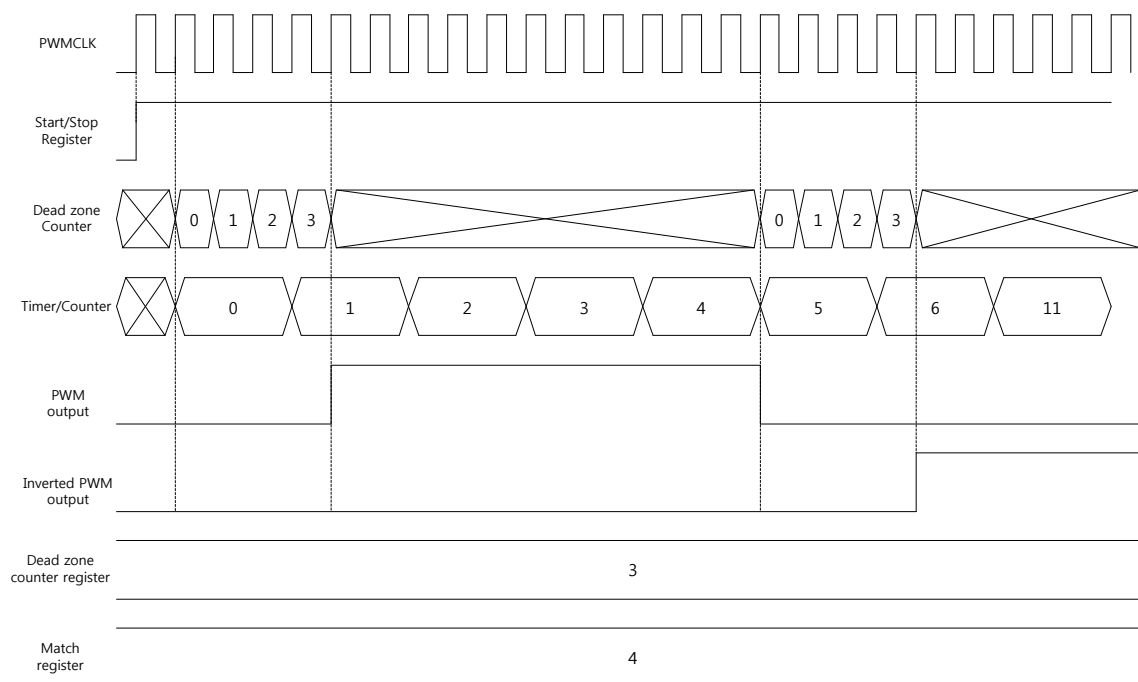 PWMCLK
Start/Stop
Register
Dead zone
Counter
0 1 2 3 0 1 2 3
Timer/Counter 0 1 2 3 4 5 6 11
PWM
output
Inverted PWM
output
Dead zone
counter register
3
Match
register
4